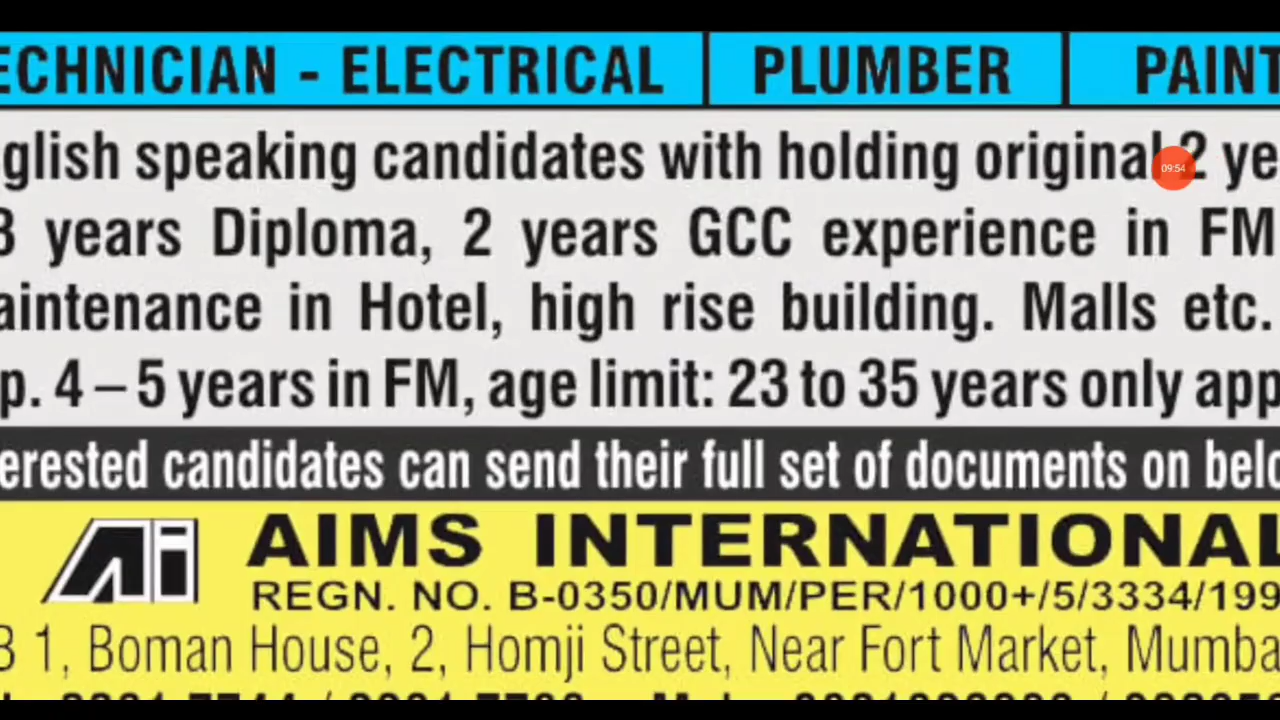 ECHNICIAN - ELECTRICAL PLUMBER PAINT
glish speaking candidates with holding original 2 ye
3 years Diploma, 2 years GCC experience in FM
aintenance in Hotel, high rise building. Malls etc.
p. 4 – 5 years in FM, age limit: 23 to 35 years only app
erested candidates can send their full set of documents on belo
Ai AIMS INTERNATIONAL
REGN. NO. B-0350/MUM/PER/1000+/5/3334/199
B 1, Boman House, 2, Homji Street, Near Fort Market, Mumba
09:54